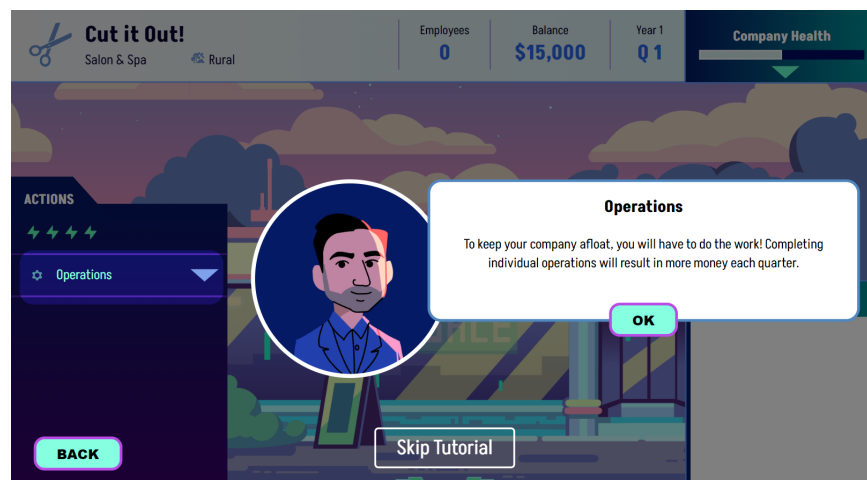 Cut it Out!
Salon & Spa
Rural
Employees
0
Balance
$15,000
Year 1
Q 1
Company Health
ACTIONS
Operations
Operations
To keep your company afloat, you will have to do the work! Completing
individual operations will result in more money each quarter.
OK
BACK
Skip Tutorial